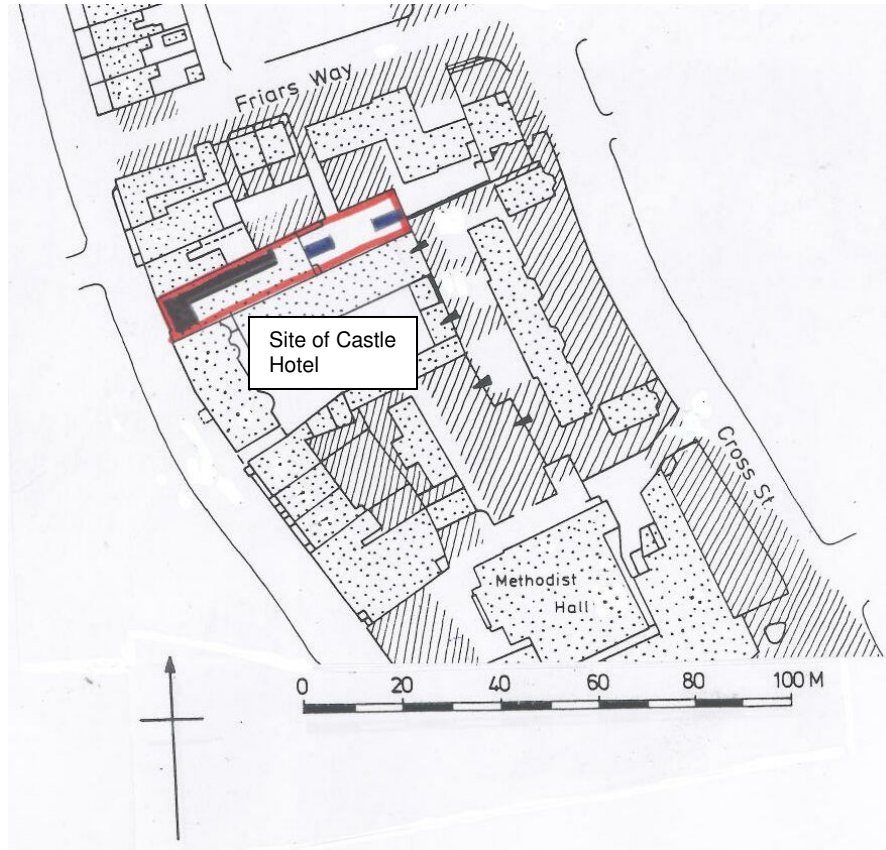 Friars Way
Site of Castle
Hotel
Cross St.
Methodist
Hall
0 20 40 60 80 100 M